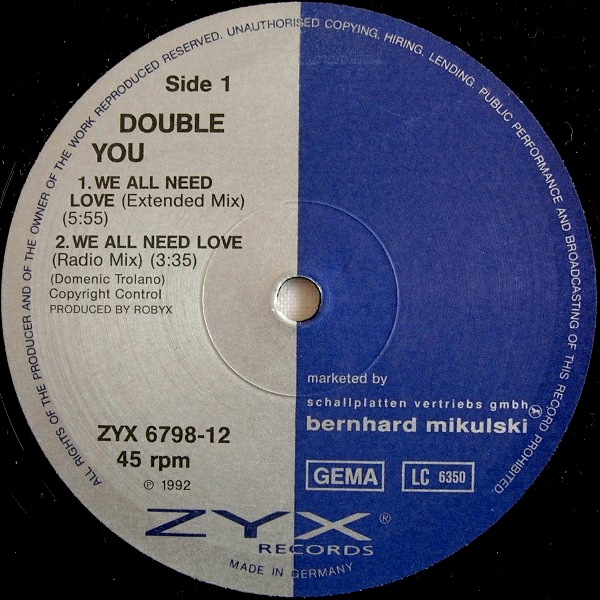 ALL RIGHTS OF THE PRODUCER AND OF THE OWNER OF THE WORK REPRODUCED RESERVED. UNAUTHORISED COPYING, HIRING, LENDING, PUBLIC PERFORMANCE AND BROADCASTING OF THIS RECORD PROHIBITED
Side 1
DOUBLE
YOU
1. WE ALL NEED
LOVE (Extended Mix)
(5:55)
2. WE ALL NEED LOVE
(Radio Mix) (3:35)
(Domenic Trolano)
Copyright Control
PRODUCED BY ROBYX
marketed by
schallplatten vertriebs gmbh
bernhard mikulski
ZYX 6798-12
45 rpm
℗ 1992
GEMA
LC 6350
ZYX®
RECORDS
MADE IN GERMANY